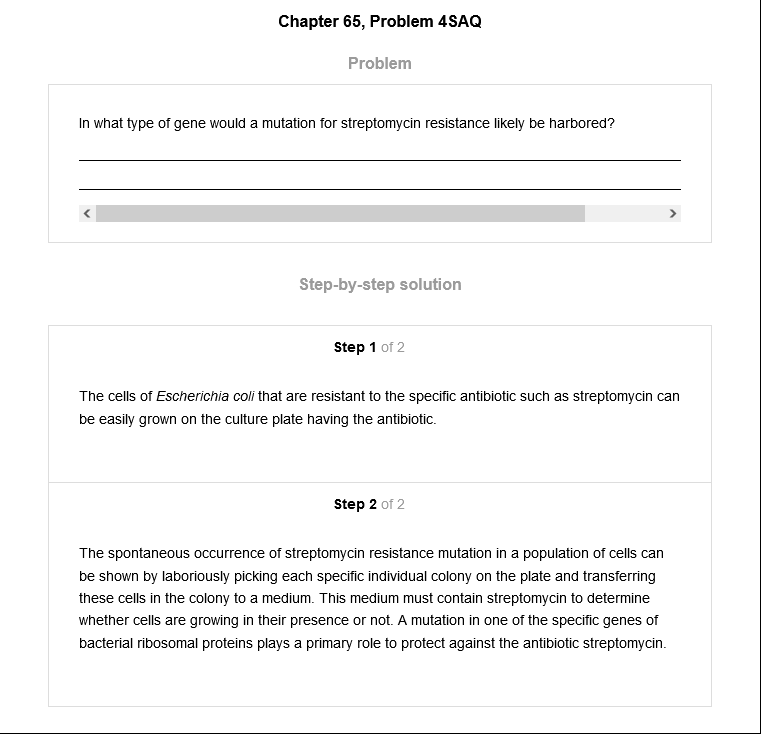 Chapter 65, Problem 4SAQ
Problem
In what type of gene would a mutation for streptomycin resistance likely be harbored?
Step-by-step solution
Step 1 of 2
The cells of Escherichia coli that are resistant to the specific antibiotic such as streptomycin can
be easily grown on the culture plate having the antibiotic.
Step 2 of 2
The spontaneous occurrence of streptomycin resistance mutation in a population of cells can
be shown by laboriously picking each specific individual colony on the plate and transferring
these cells in the colony to a medium. This medium must contain streptomycin to determine
whether cells are growing in their presence or not. A mutation in one of the specific genes of
bacterial ribosomal proteins plays a primary role to protect against the antibiotic streptomycin.